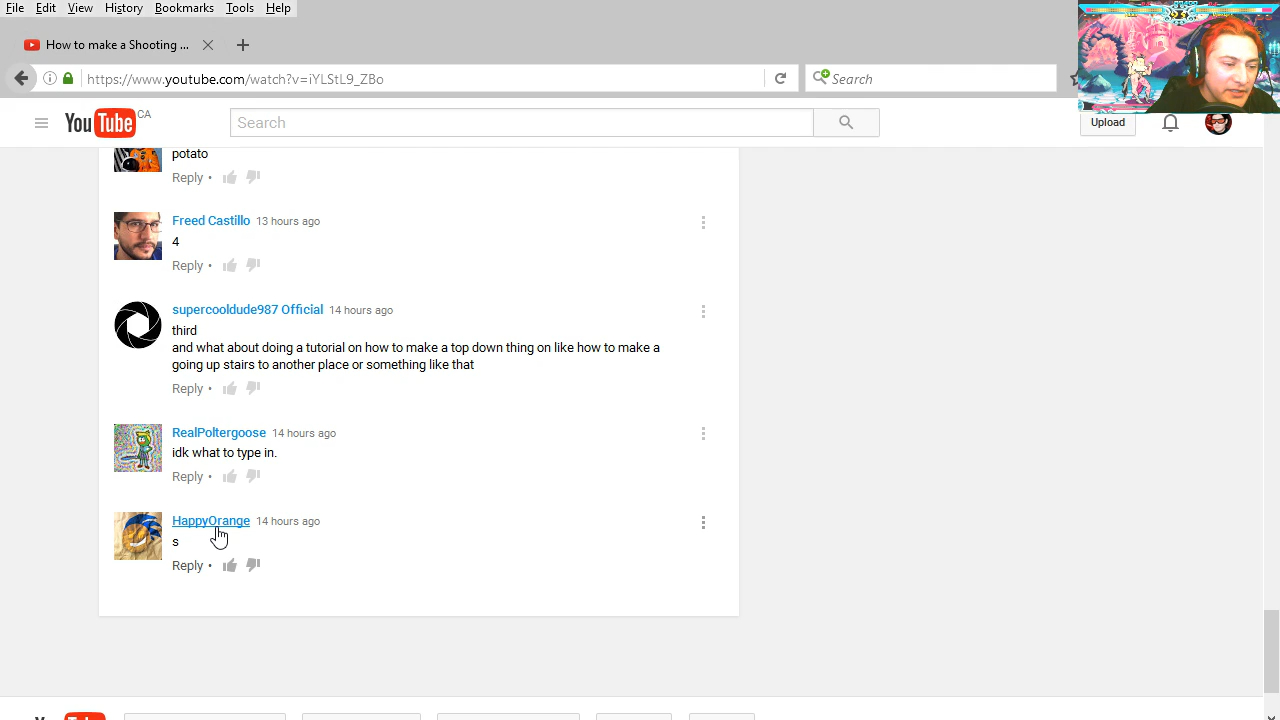 File Edit View History Bookmarks Tools Help
How to make a Shooting ...
https://www.youtube.com/watch?v=iYLStL9_ZBo
Search
YouTube CA
Search
Upload
potato
Reply •
Freed Castillo 13 hours ago
4
Reply •
supercooldude987 Official 14 hours ago
third
and what about doing a tutorial on how to make a top down thing on like how to make a
going up stairs to another place or something like that
Reply •
RealPoltergoose 14 hours ago
idk what to type in.
Reply •
HappyOrange 14 hours ago
s
Reply •